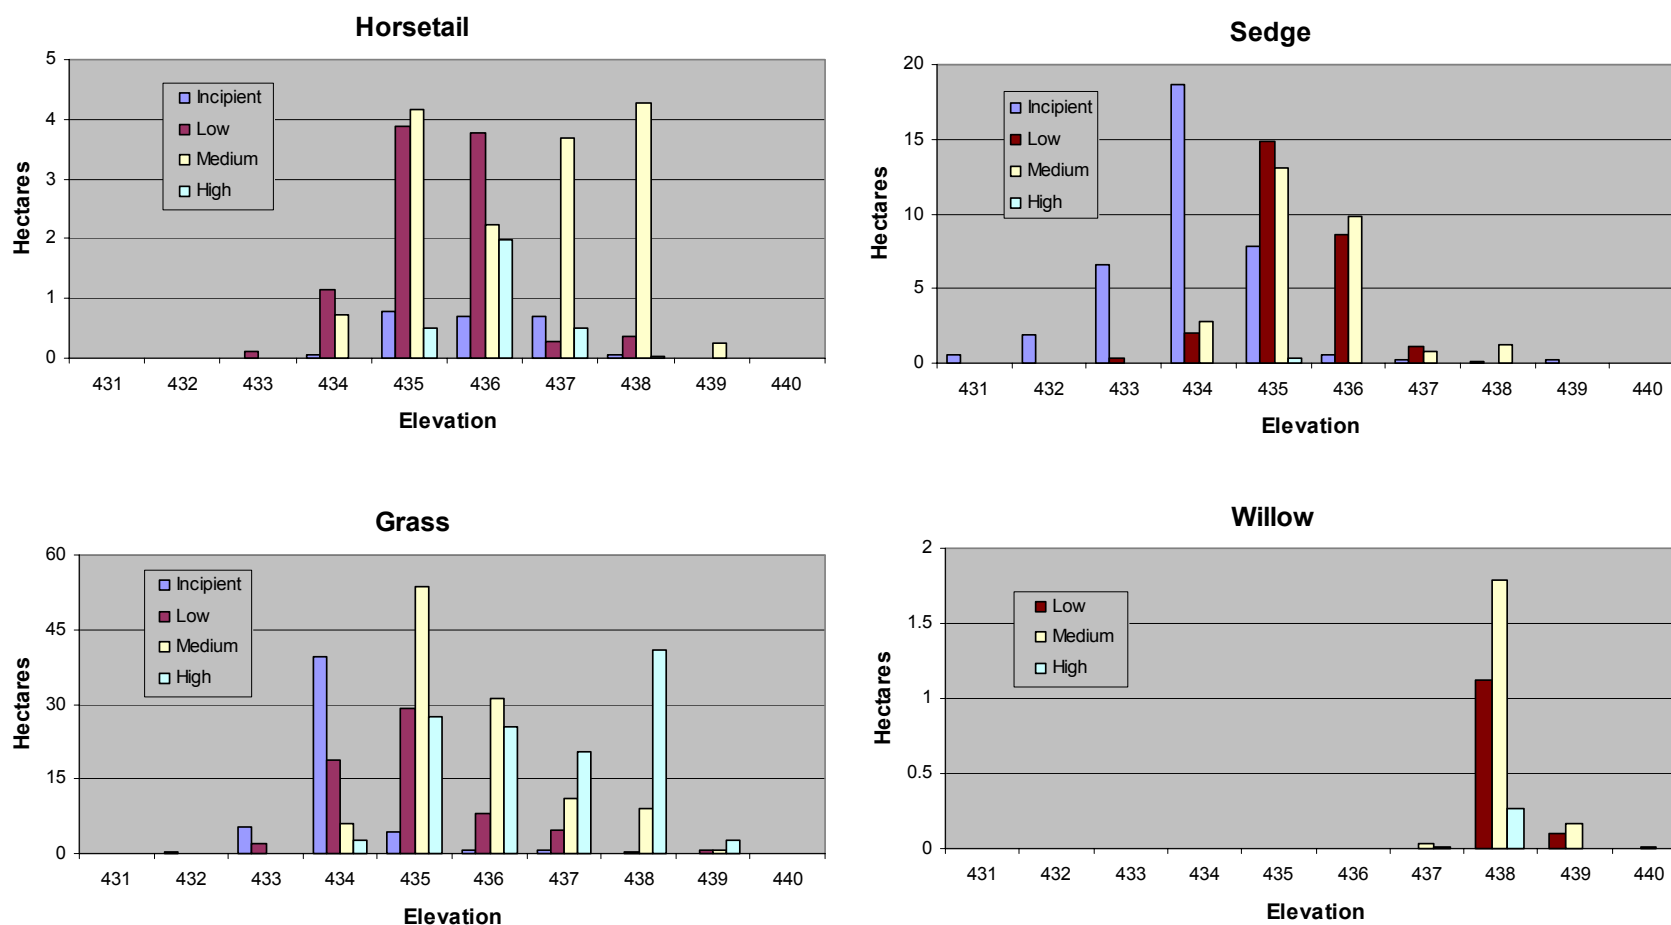 Horsetail
5
4
3
2
1
0
Hectares
Incipient
Low
Medium
High
431 432 433 434 435 436 437 438 439 440
Elevation
Sedge
20
15
10
5
0
Hectares
Incipient
Low
Medium
High
431 432 433 434 435 436 437 438 439 440
Elevation
Grass
60
45
30
15
0
Hectares
Incipient
Low
Medium
High
431 432 433 434 435 436 437 438 439 440
Elevation
Willow
2
1.5
1
0.5
0
Hectares
Low
Medium
High
431 432 433 434 435 436 437 438 439 440
Elevation